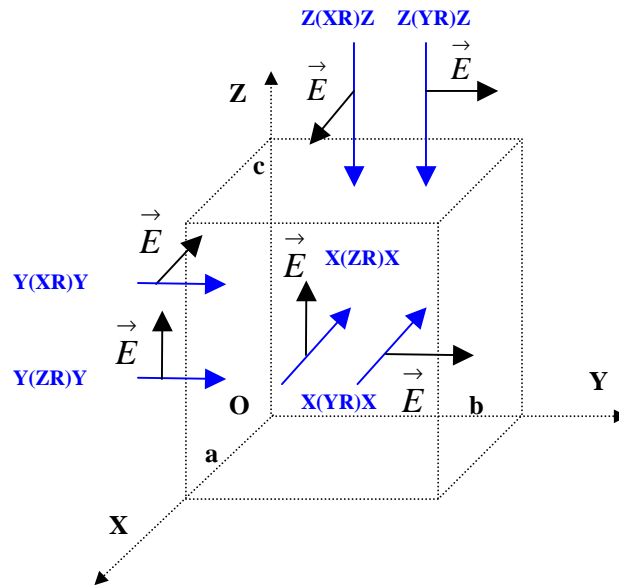 Z(XR)Z Z(YR)Z
→ E
→ E
Z
c
→ E
→ E
X(ZR)X
Y(XR)Y
→ E
Y(ZR)Y
O
X(YR)X
→ E
b
Y
a
X